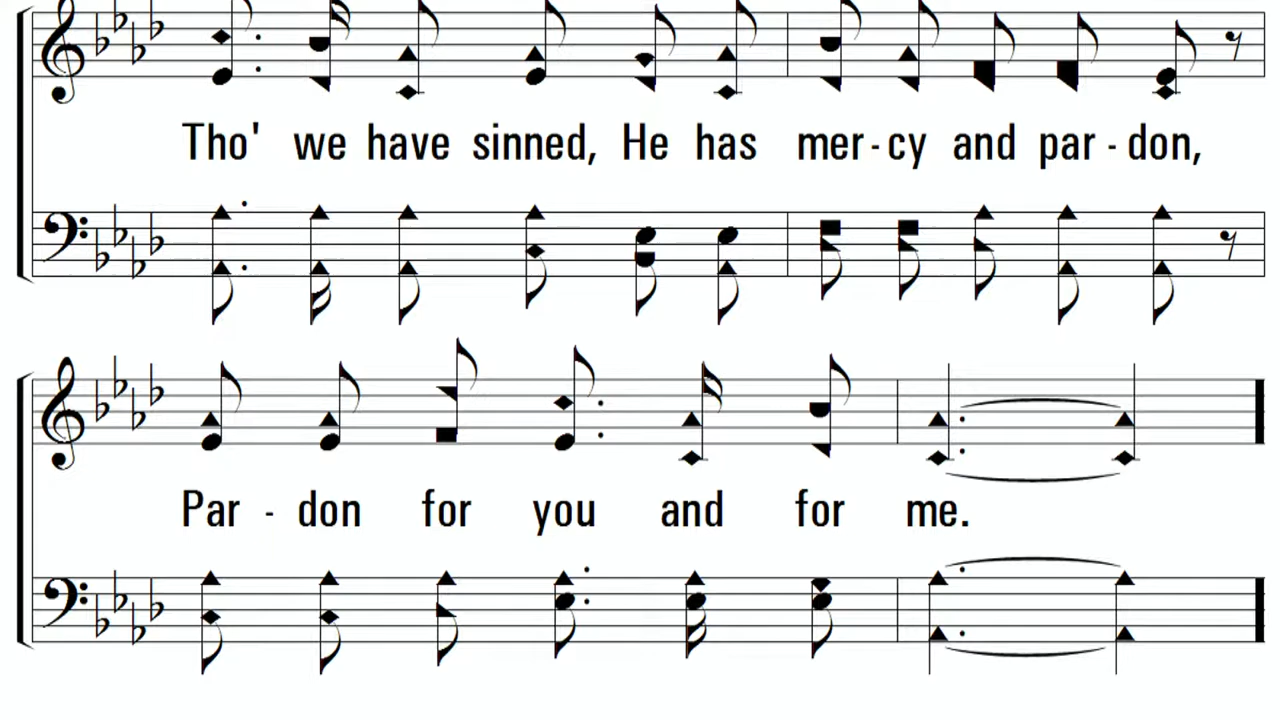 Tho' we have sinned, He has mer-cy and par-don,
Par-don for you and for me.